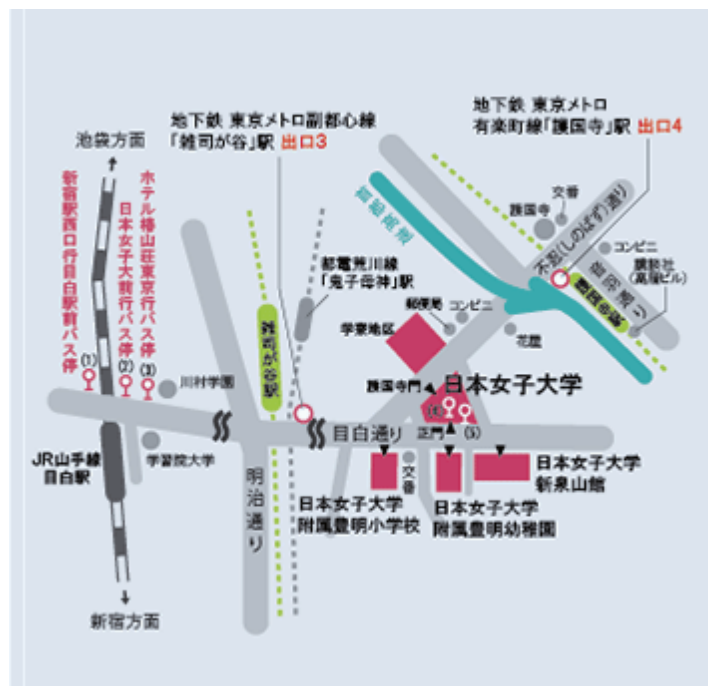 地下鉄 東京メトロ副都心線
「雑司が谷」駅 出口3
地下鉄 東京メトロ
有楽町線「護国寺」駅 出口4
池袋方面
新宿駅西口行目白駅前バス停
(1)
日本女子大前行バス停
(2)
ホテル椿山荘東京行バス停
(3)
川村学園
学習院大学
JR山手線
目白駅
新宿方面
明治通り
雑司が谷駅
都電荒川線
「鬼子母神」駅
首都高速
不忍(しのばず)通り
護国寺
交番
コンビニ
音羽通り
講談社
護国寺駅
郵便局
コンビニ
花屋
学寮地区
護国寺門
日本女子大学
(4)
(5)
正門
目白通り
交番
日本女子大学
附属豊明小学校
日本女子大学
附属豊明幼稚園
日本女子大学
新泉山館